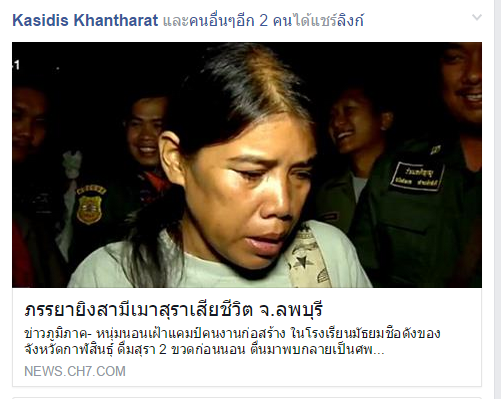 Kasidis Khantharat และคนอื่นๆอีก 2 คนได้แชร์ลิงก์
1
ภรรยายิงสามีเมาสุราเสียชีวิต จ.ลพบุรี
ข่าวภูมิภาค- หนุ่มนอนเฝ้าแคมป์คนงานก่อสร้าง ในโรงเรียนมัธยมชื่อดังของ
จังหวัดกาฬสินธุ์ ดื่มสุรา 2 ขวดก่อนนอน ตื่นมาพบกลายเป็นศพ...
NEWS.CH7.COM